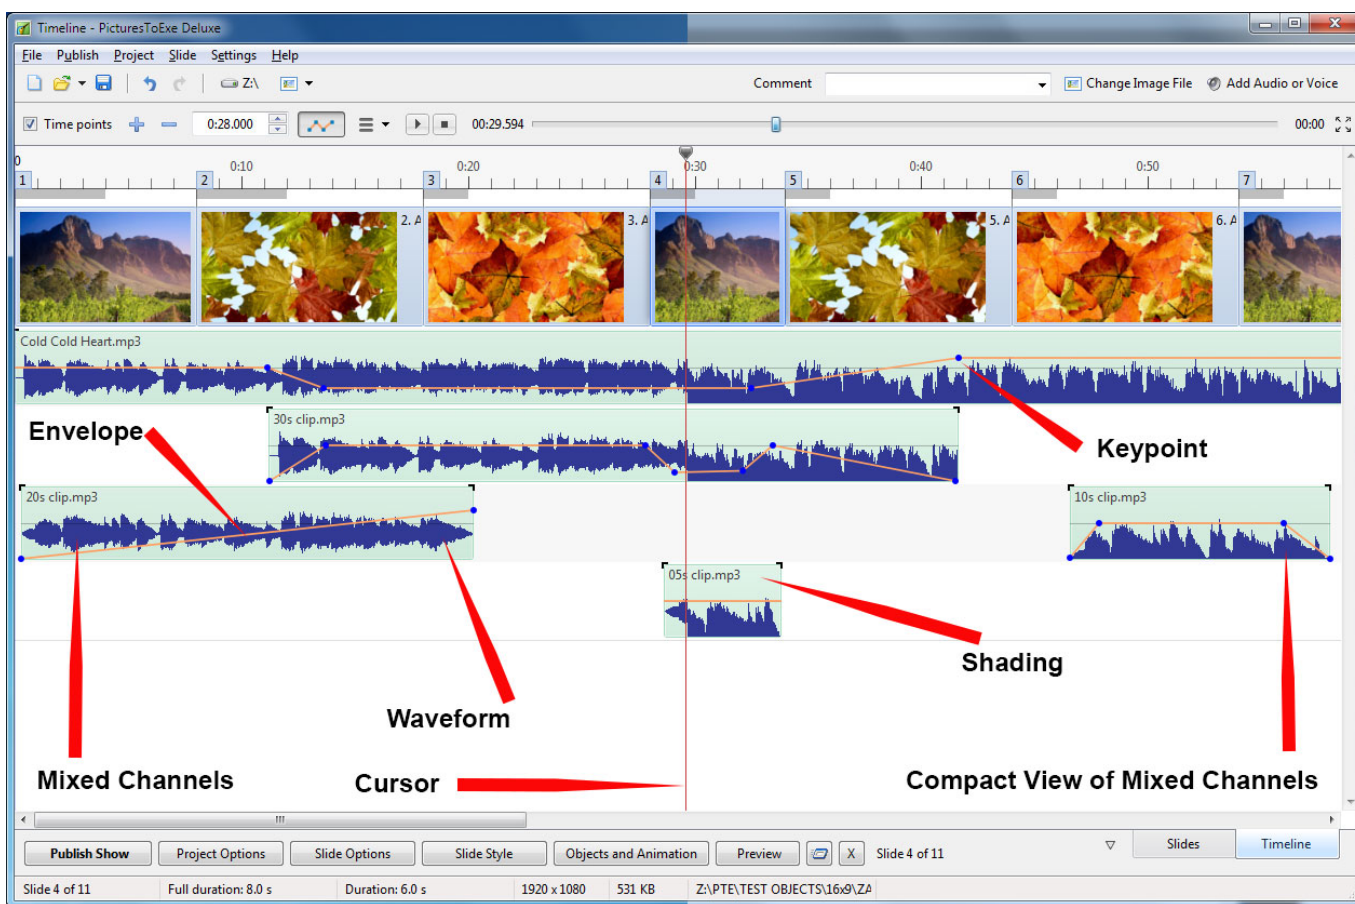 Timeline - PicturesToExe Deluxe
File Publish Project Slide Settings Help
Z:\ Comment Change Image File Add Audio or Voice
Time points 0:28.000 00:29.594 00:00
0 0:10 0:20 0:30 0:40 0:50
1 2 3 4 5 6 7
2. A 3. A 5. A 6. A
Cold Cold Heart.mp3
30s clip.mp3
Envelope
Keypoint
20s clip.mp3 10s clip.mp3
05s clip.mp3
Shading
Waveform
Mixed Channels Cursor Compact View of Mixed Channels
Publish Show Project Options Slide Options Slide Style Objects and Animation Preview X Slide 4 of 11 Slides Timeline
Slide 4 of 11 Full duration: 8.0 s Duration: 6.0 s 1920 x 1080 531 KB Z:\PTE\TEST OBJECTS\16x9\ZA